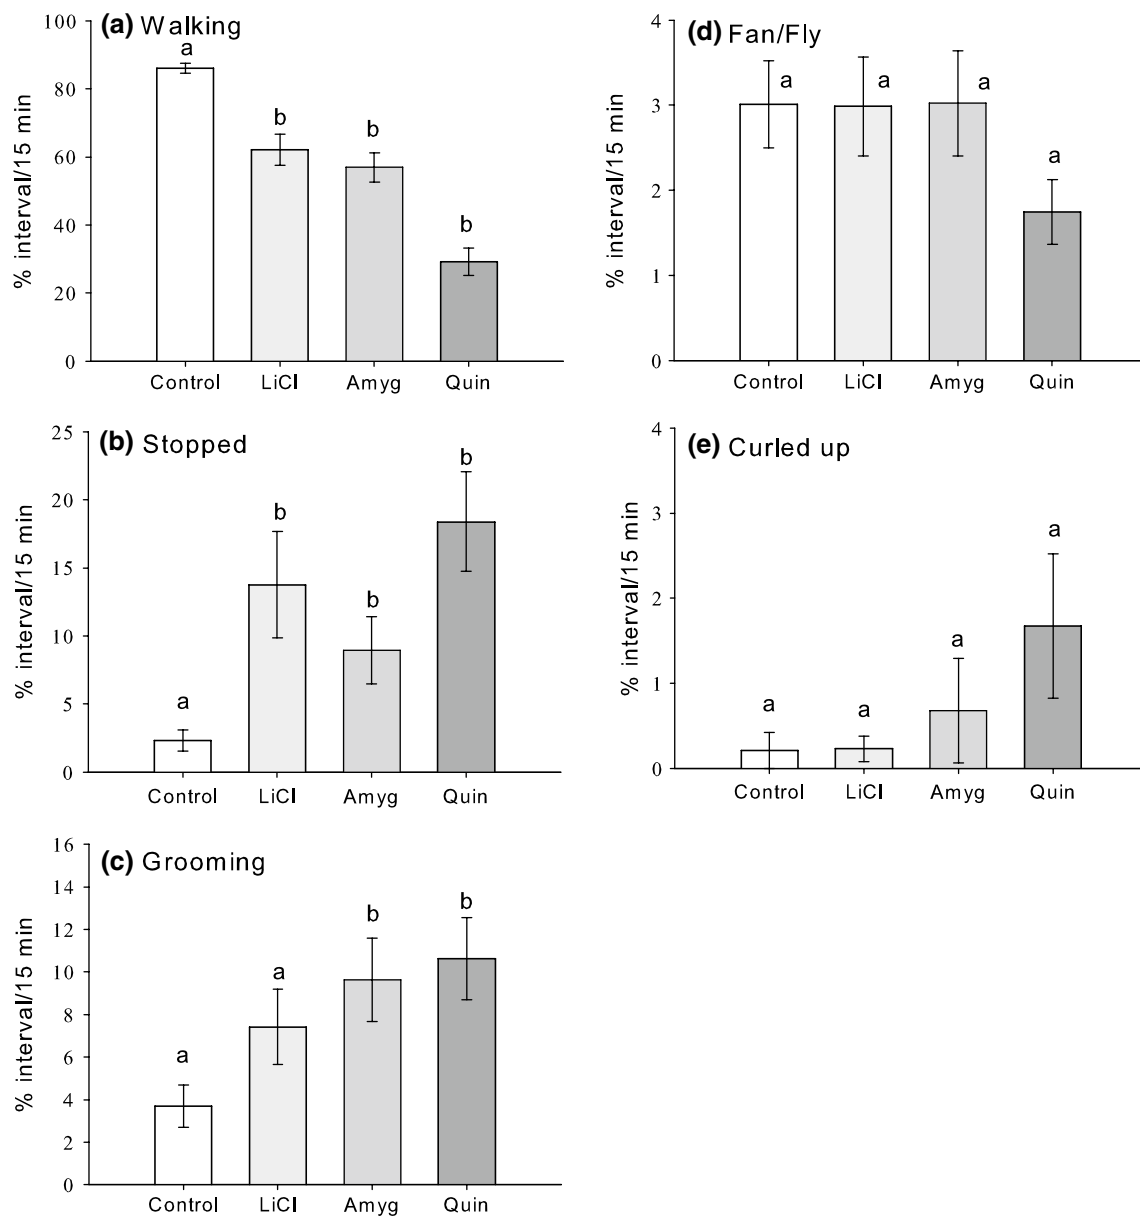 (a) Walking
% interval/15 min
100
80
60
40
20
0
a
b
b
b
Control LiCl Amyg Quin
(b) Stopped
% interval/15 min
25
20
15
10
5
0
a
b
b
b
Control LiCl Amyg Quin
(c) Grooming
% interval/15 min
16
14
12
10
8
6
4
2
0
a
a
b
b
Control LiCl Amyg Quin
(d) Fan/Fly
% interval/15 min
4
3
2
1
0
a
a
a
a
Control LiCl Amyg Quin
(e) Curled up
% interval/15 min
4
3
2
1
0
a
a
a
a
Control LiCl Amyg Quin